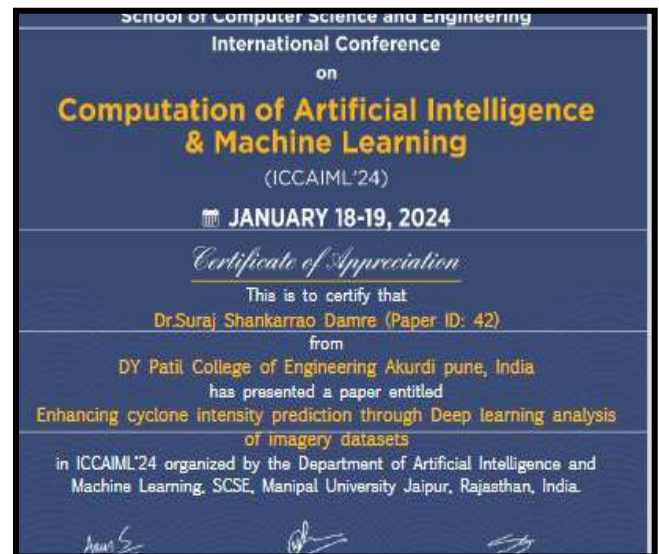 School of Computer Science and Engineering
International Conference
on
Computation of Artificial Intelligence
& Machine Learning
(ICCAIML'24)
JANUARY 18-19, 2024
Certificate of Appreciation
This is to certify that
Dr.Suraj Shankarrao Damre (Paper ID: 42)
from
DY Patil College of Engineering Akurdi pune, India
has presented a paper entitled
Enhancing cyclone intensity prediction through Deep learning analysis
of imagery datasets
in ICCAIML'24 organized by the Department of Artificial Intelligence and
Machine Learning, SCSE, Manipal University Jaipur, Rajasthan, India.